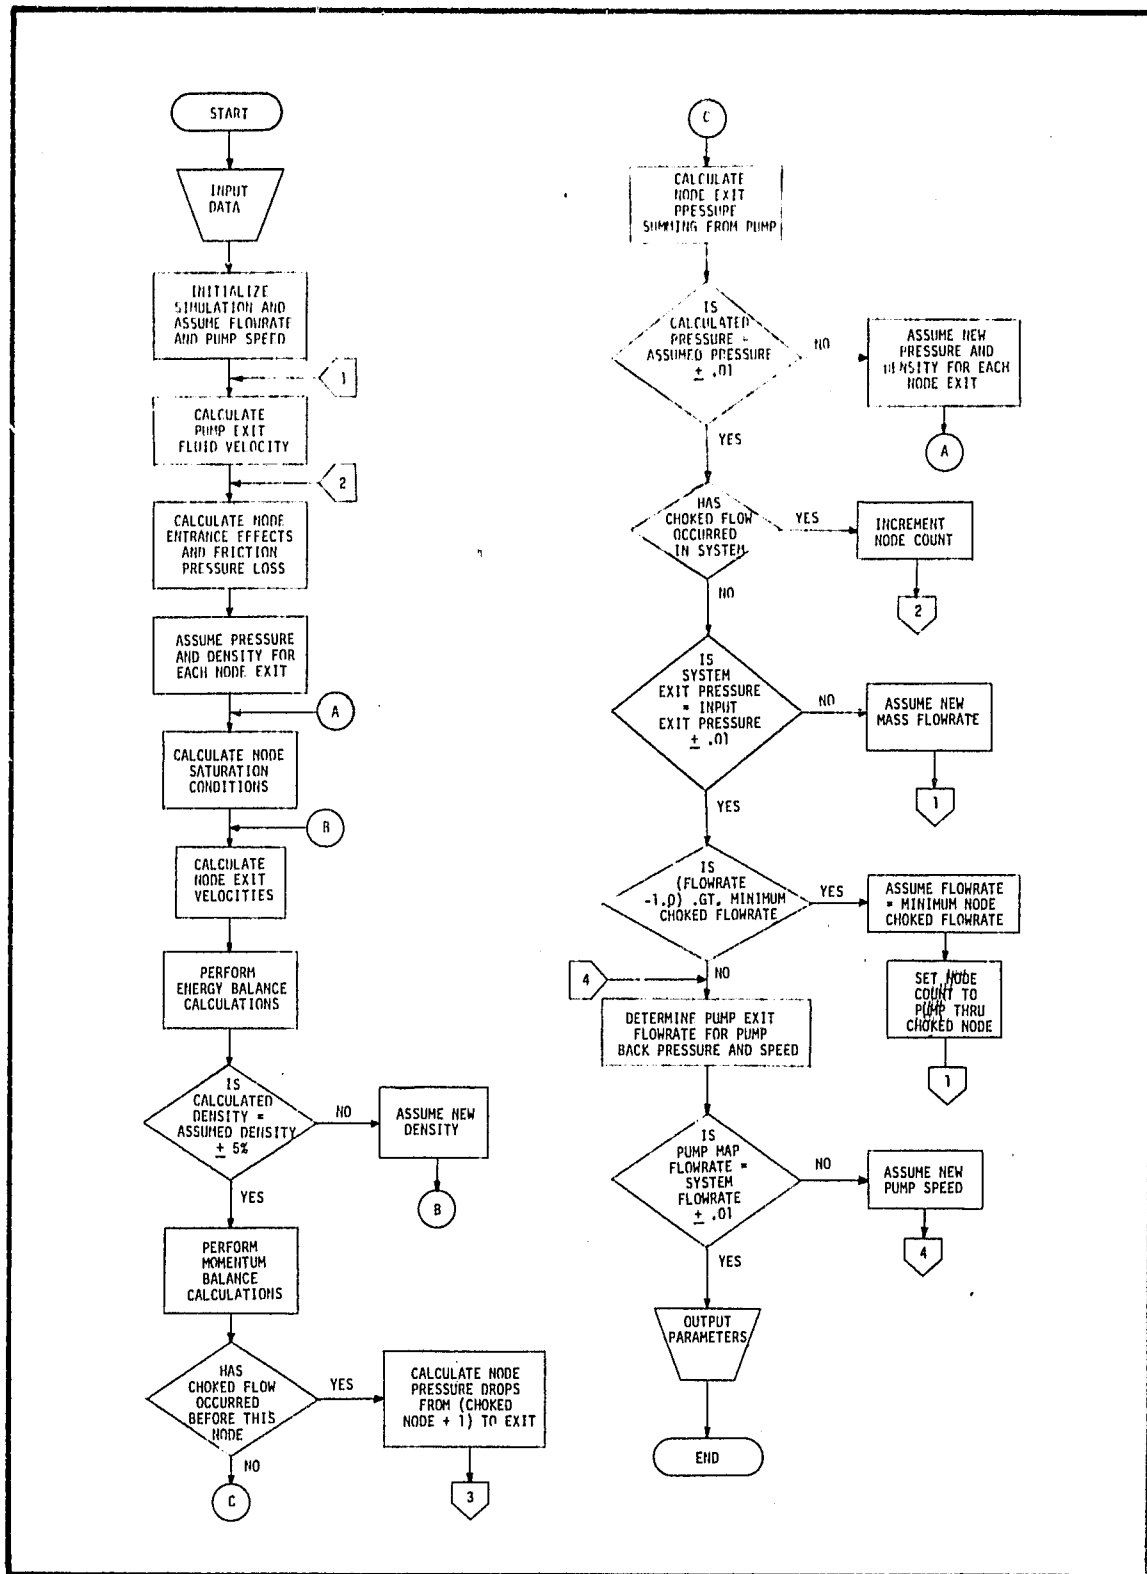 START
INPUT
DATA
INITIALIZE
SIMULATION AND
ASSUME FLOWRATE
AND PUMP SPEED
1
CALCULATE
PUMP EXIT
FLUID VELOCITY
2
CALCULATE NODE
ENTRANCE EFFECTS
AND FRICTION
PRESSURE LOSS
ASSUME PRESSURE
AND DENSITY FOR
EACH NODE EXIT
A
CALCULATE NODE
SATURATION
CONDITIONS
B
CALCULATE
NODE EXIT
VELOCITIES
PERFORM
ENERGY BALANCE
CALCULATIONS
IS
CALCULATED
DENSITY =
ASSUMED DENSITY
± 5%
NO
ASSUME NEW
DENSITY
B
YES
PERFORM
MOMENTUM
BALANCE
CALCULATIONS
HAS
CHOKED FLOW
OCCURRED
BEFORE THIS
NODE
YES
CALCULATE NODE
PRESSURE DROPS
FROM (CHOKED
NODE + 1) TO EXIT
3
NO
C
C
CALCULATE
NODE EXIT
PRESSURE
SUMMING FROM PUMP
IS
CALCULATED
PRESSURE =
ASSUMED PRESSURE
± .01
NO
ASSUME NEW
PRESSURE AND
DENSITY FOR EACH
NODE EXIT
A
YES
HAS
CHOKED FLOW
OCCURRED
IN SYSTEM
YES
INCREMENT
NODE COUNT
2
NO
IS
SYSTEM
EXIT PRESSURE
= INPUT
EXIT PRESSURE
± .01
NO
ASSUME NEW
MASS FLOWRATE
1
YES
IS
(FLOWRATE
-1.0) .GT. MINIMUM
CHOKED FLOWRATE
YES
ASSUME FLOWRATE
= MINIMUM NODE
CHOKED FLOWRATE
SET NODE
COUNT TO
PUMP THRU
CHOKED NODE
1
NO
4
DETERMINE PUMP EXIT
FLOWRATE FOR PUMP
BACK PRESSURE AND SPEED
IS
PUMP MAP
FLOWRATE =
SYSTEM
FLOWRATE
± .01
NO
ASSUME NEW
PUMP SPEED
4
YES
OUTPUT
PARAMETERS
END